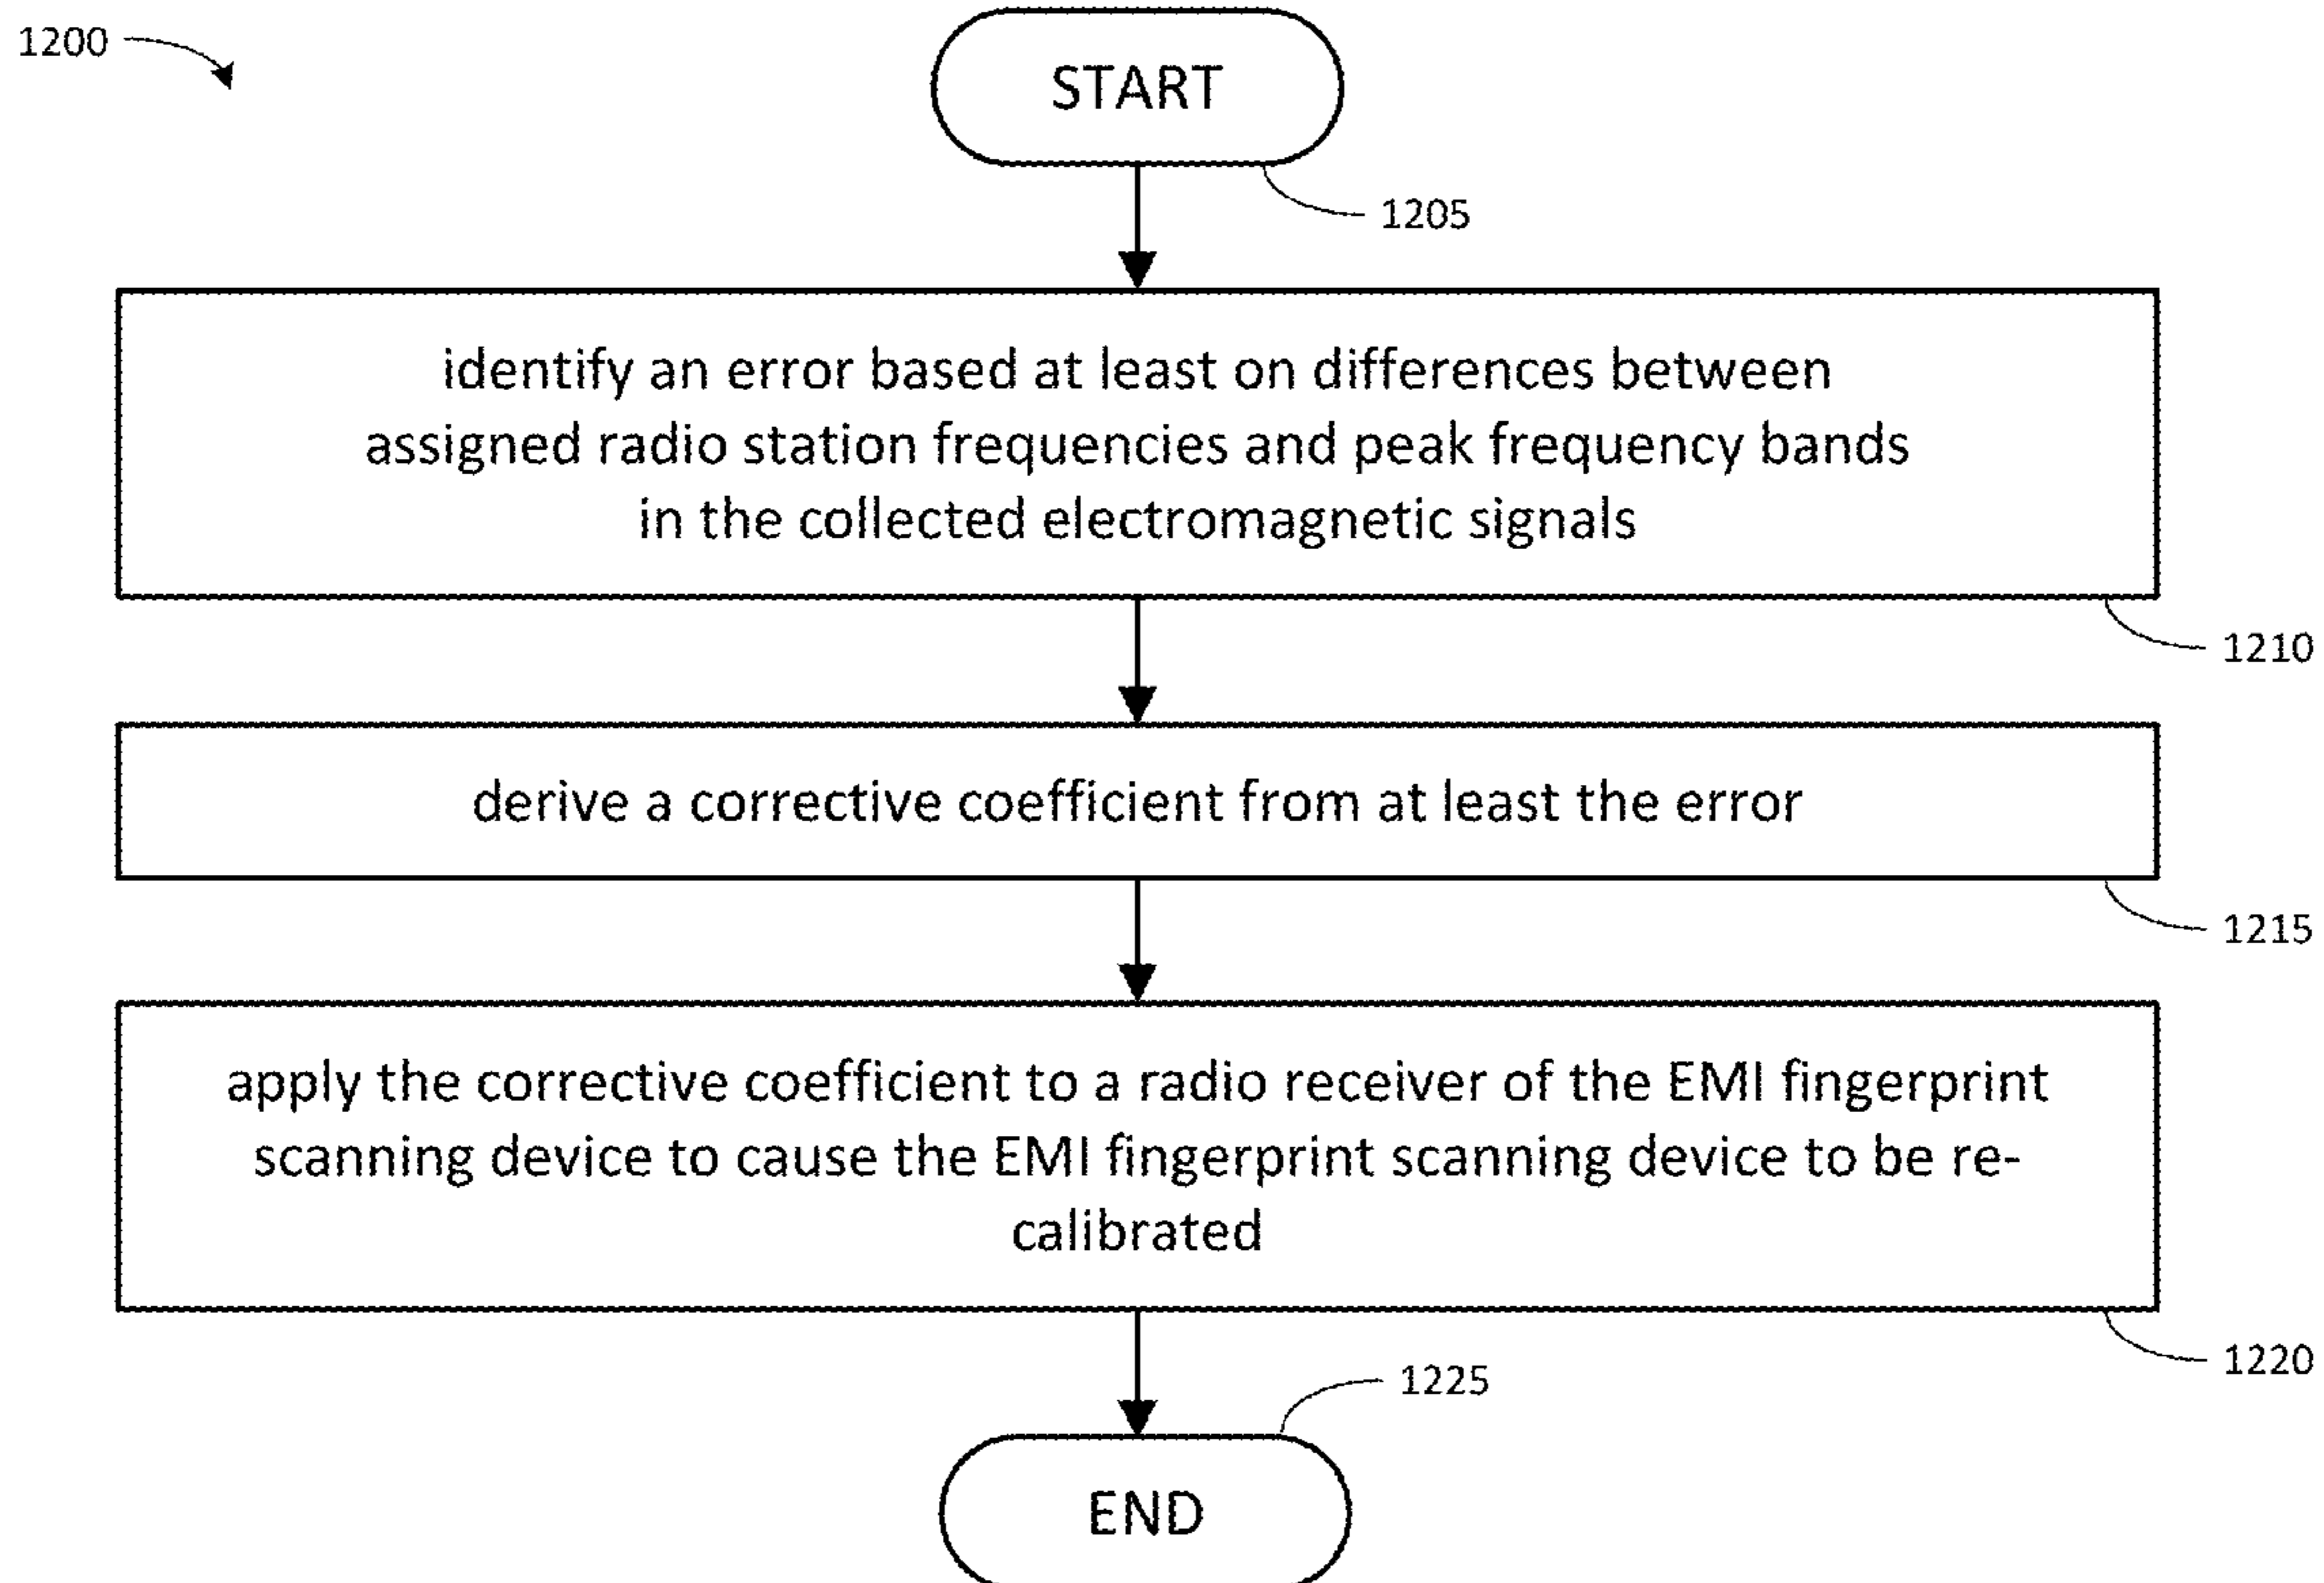 1200
START
1205
identify an error based at least on differences between
assigned radio station frequencies and peak frequency bands
in the collected electromagnetic signals
1210
derive a corrective coefficient from at least the error
1215
apply the corrective coefficient to a radio receiver of the EMI fingerprint
scanning device to cause the EMI fingerprint scanning device to be re-
calibrated
1220
1225
END